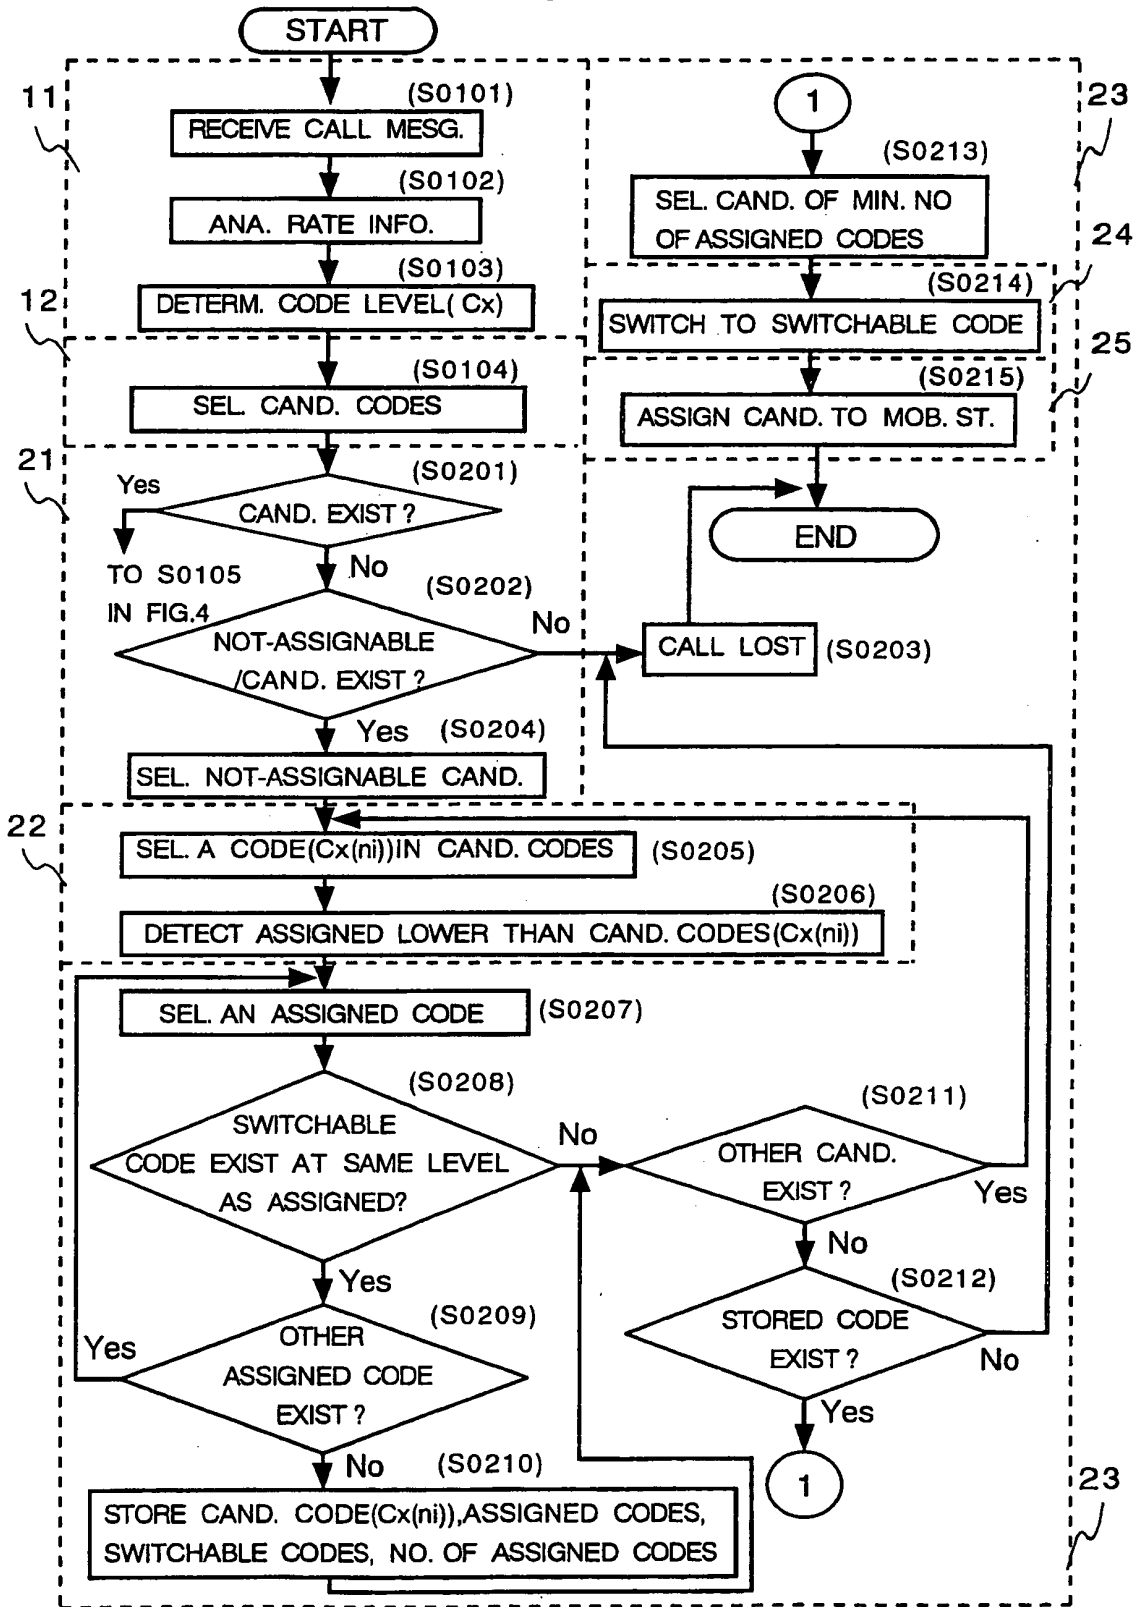 START
11
(S0101)
RECEIVE CALL MESG.
(S0102)
ANA. RATE INFO.
(S0103)
DETERM. CODE LEVEL(Cx)
12
(S0104)
SEL. CAND. CODES
21
(S0201)
Yes
CAND. EXIST?
TO S0105
IN FIG.4
No
(S0202)
NOT-ASSIGNABLE
/CAND. EXIST?
No
CALL LOST
(S0203)
Yes
(S0204)
SEL. NOT-ASSIGNABLE CAND.
22
SEL. A CODE(Cx(ni))IN CAND. CODES
(S0205)
(S0206)
DETECT ASSIGNED LOWER THAN CAND. CODES(Cx(ni))
SEL. AN ASSIGNED CODE
(S0207)
(S0208)
SWITCHABLE
CODE EXIST AT SAME LEVEL
AS ASSIGNED?
No
Yes
(S0209)
Yes
OTHER
ASSIGNED CODE
EXIST?
No
(S0210)
STORE CAND. CODE(Cx(ni)),ASSIGNED CODES,
SWITCHABLE CODES, NO. OF ASSIGNED CODES
(S0211)
OTHER CAND.
EXIST?
Yes
No
(S0212)
STORED CODE
EXIST?
No
Yes
1
23
1
23
(S0213)
SEL. CAND. OF MIN. NO
OF ASSIGNED CODES
24
(S0214)
SWITCH TO SWITCHABLE CODE
25
(S0215)
ASSIGN CAND. TO MOB. ST.
END